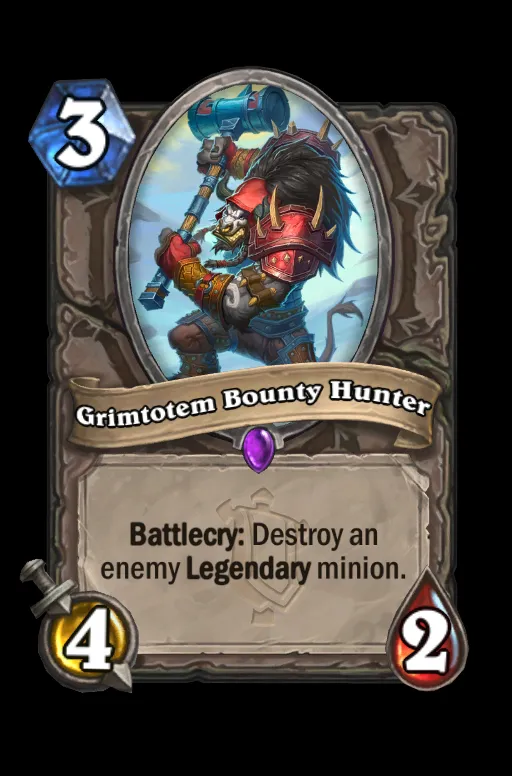 3
Grimtotem Bounty Hunter
Battlecry: Destroy an
enemy Legendary minion.
4
2